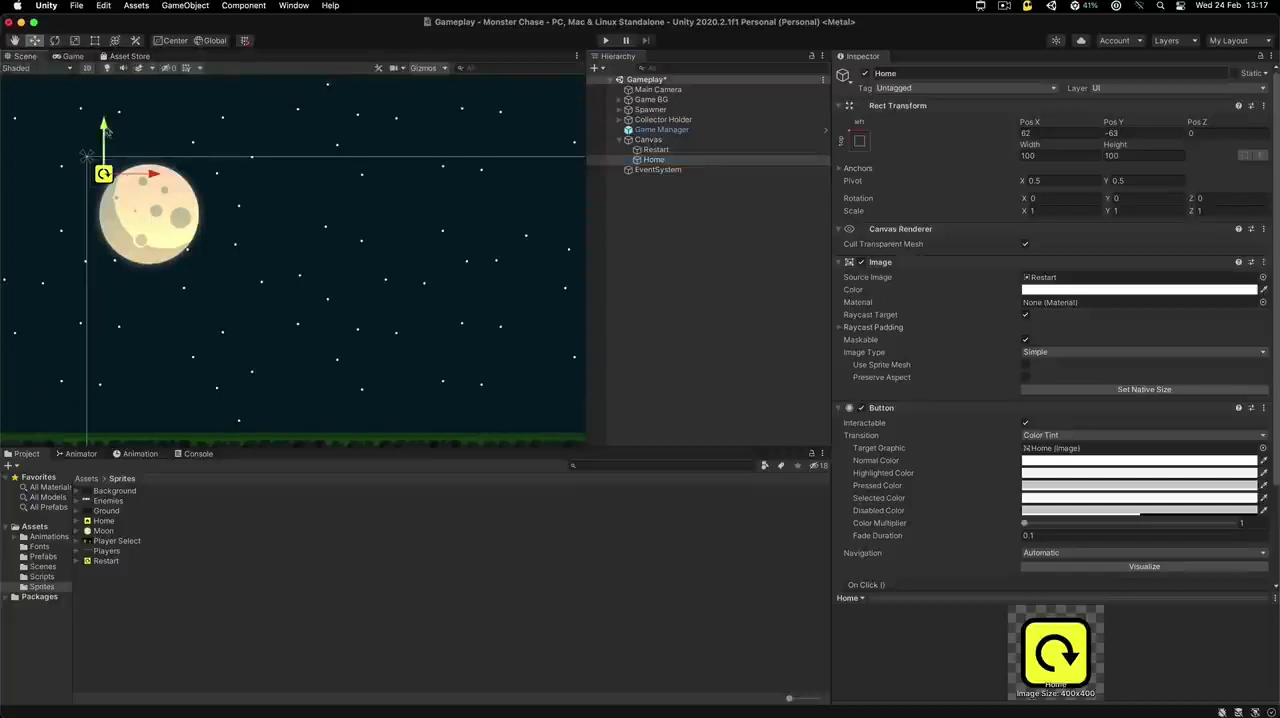 Unity File Edit Assets GameObject Component Window Help 41% Wed 24 Feb 13:17
Gameplay - Monster Chase - PC, Mac & Linux Standalone - Unity 2020.2.1f1 Personal (Personal) <Metal>
Center Global Account Layers My Layout
Scene Game Asset Store
Shaded 2D 0 Gizmos All
Hierarchy
All
Gameplay*
Main Camera
Game BG
Spawner
Collector Holder
Game Manager
Canvas
Restart
Home
EventSystem
Inspector
Home Static
Tag Untagged Layer UI
Rect Transform
left
top
Pos X Pos Y Pos Z
62 -63 0
Width Height
100 100
Anchors
Pivot X 0.5 Y 0.5
Rotation X 0 Y 0 Z 0
Scale X 1 Y 1 Z 1
Canvas Renderer
Cull Transparent Mesh
Image
Source Image Restart
Color
Material None (Material)
Raycast Target
Raycast Padding
Maskable
Image Type Simple
Use Sprite Mesh
Preserve Aspect
Set Native Size
Button
Interactable
Transition Color Tint
Target Graphic Home (Image)
Normal Color
Highlighted Color
Pressed Color
Selected Color
Disabled Color
Color Multiplier 1
Fade Duration 0.1
Navigation Automatic
Visualize
On Click ()
Home
Home
Image Size: 400x400
Project Animator Animation Console
18
Favorites
All Materials
All Models
All Prefabs
Assets
Animations
Fonts
Prefabs
Scenes
Scripts
Sprites
Packages
Assets > Sprites
Background
Enemies
Ground
Home
Moon
Player Select
Players
Restart